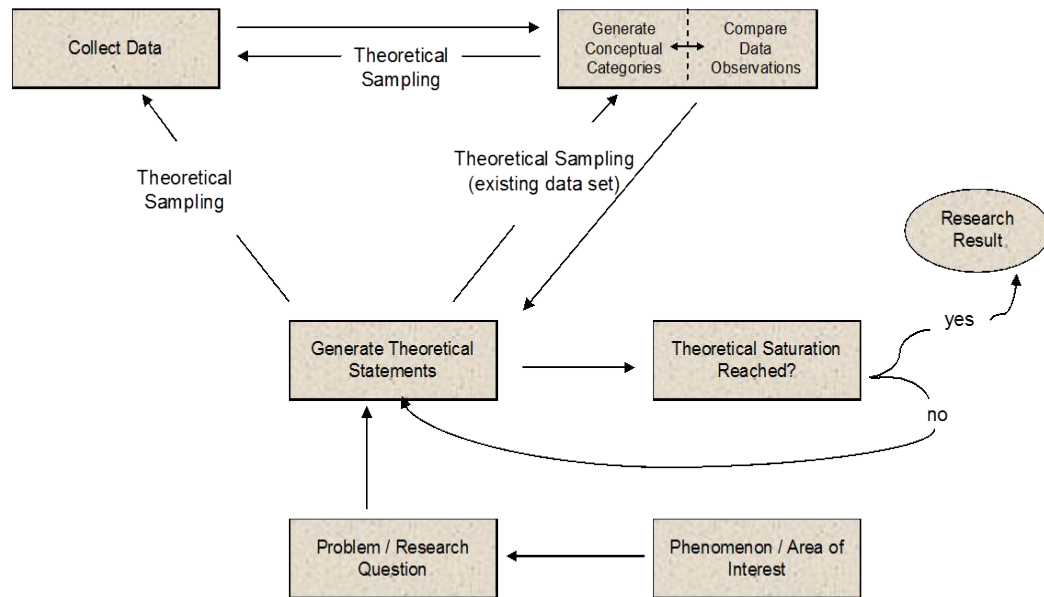 Collect Data
Theoretical
Sampling
Generate
Conceptual
Categories
Compare
Data
Observations
Theoretical
Sampling
Theoretical Sampling
(existing data set)
Research
Result
yes
Generate Theoretical
Statements
Theoretical Saturation
Reached?
no
Problem / Research
Question
Phenomenon / Area of
Interest